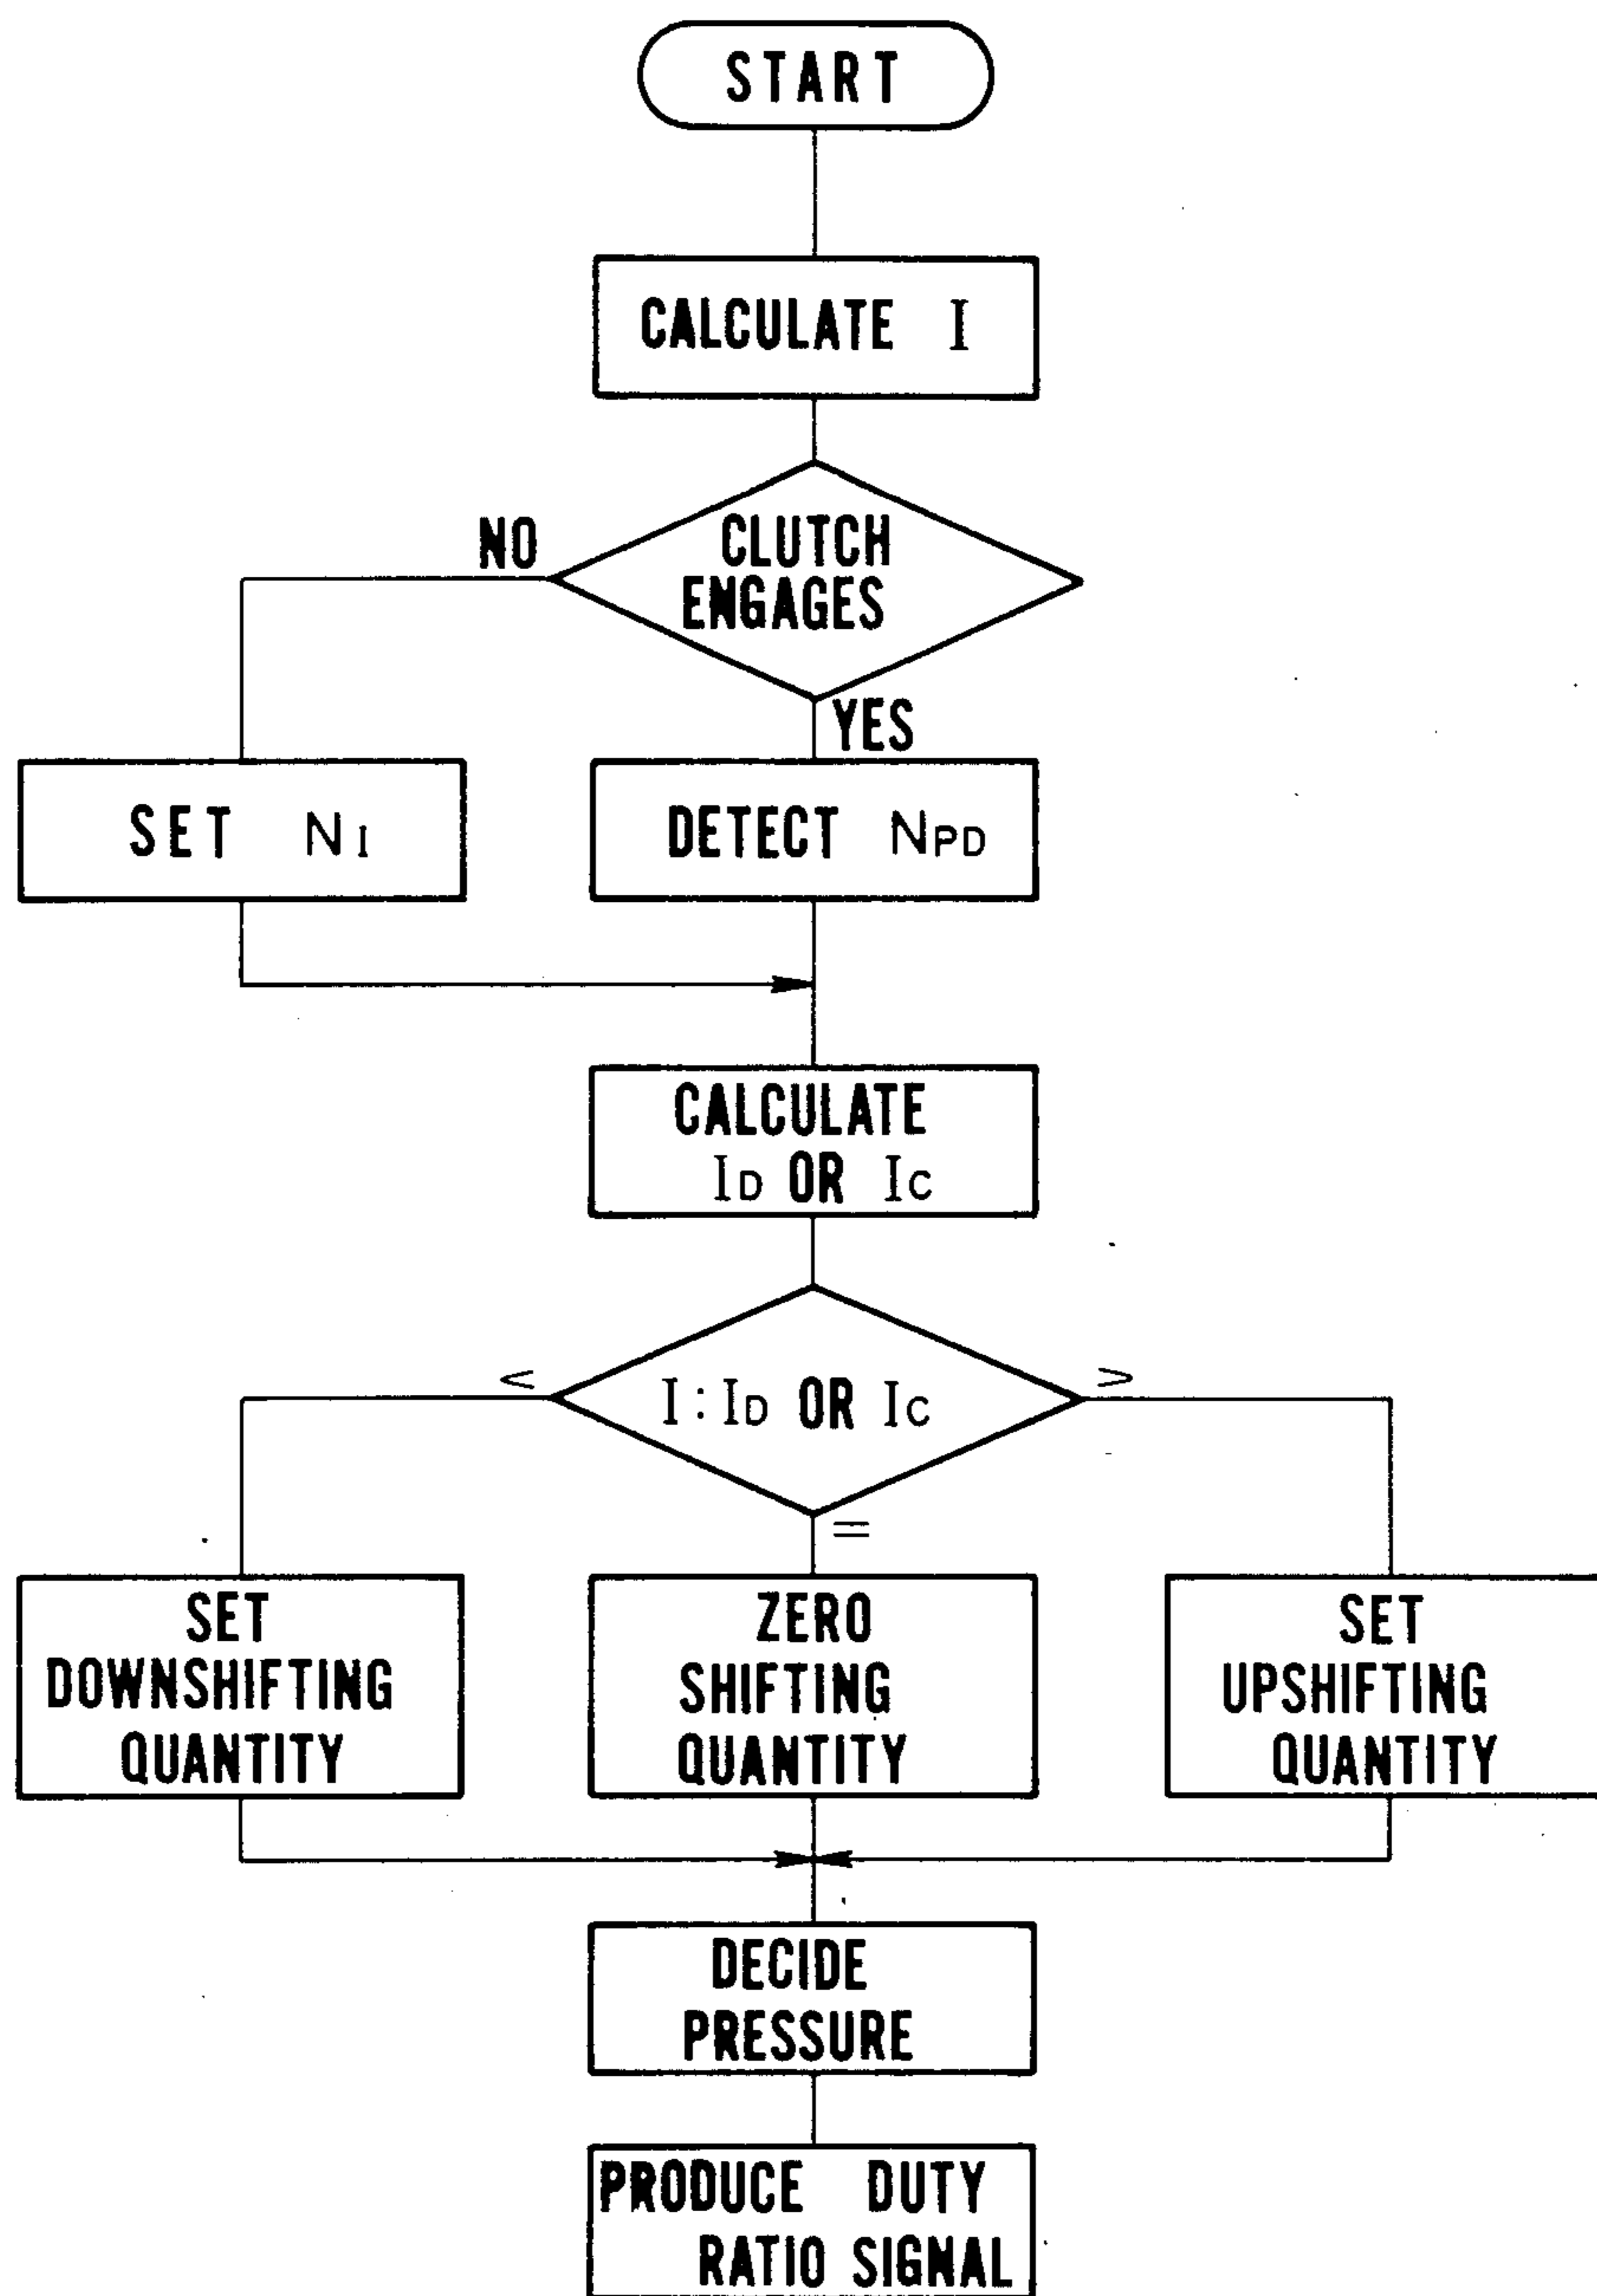 START
CALCULATE I
CLUTCH
ENGAGES
NO
YES
SET NI
DETECT NPD
CALCULATE
ID OR IC
<
I : ID OR IC
>
=
SET
DOWNSHIFTING
QUANTITY
ZERO
SHIFTING
QUANTITY
SET
UPSHIFTING
QUANTITY
DECIDE
PRESSURE
PRODUCE DUTY
RATIO SIGNAL